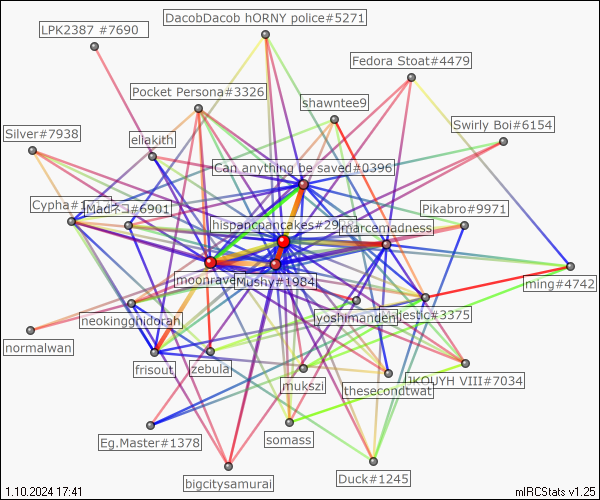 DacobDacob hORNY police#5271
LPK2387 #7690
Fedora Stoat#4479
Pocket Persona#3326
shawntee9
Swirly Boi#6154
Silver#7938
eliakith
Can anything be saved#0396
Cypha#1
Madネコ#6901
Pikabro#9971
hispancpancakes#29
marcemadness
moonrave
Mushy#1984
ming#4742
neokingghidorah
yoshimandenj
jestic#3375
normalwan
frisout
zebula
mukszi
thesecondtwat
JKOUYH VIII#7034
Eg.Master#1378
somass
bigcitysamurai
Duck#1245
1.10.2024 17:41
mIRCStats v1.25